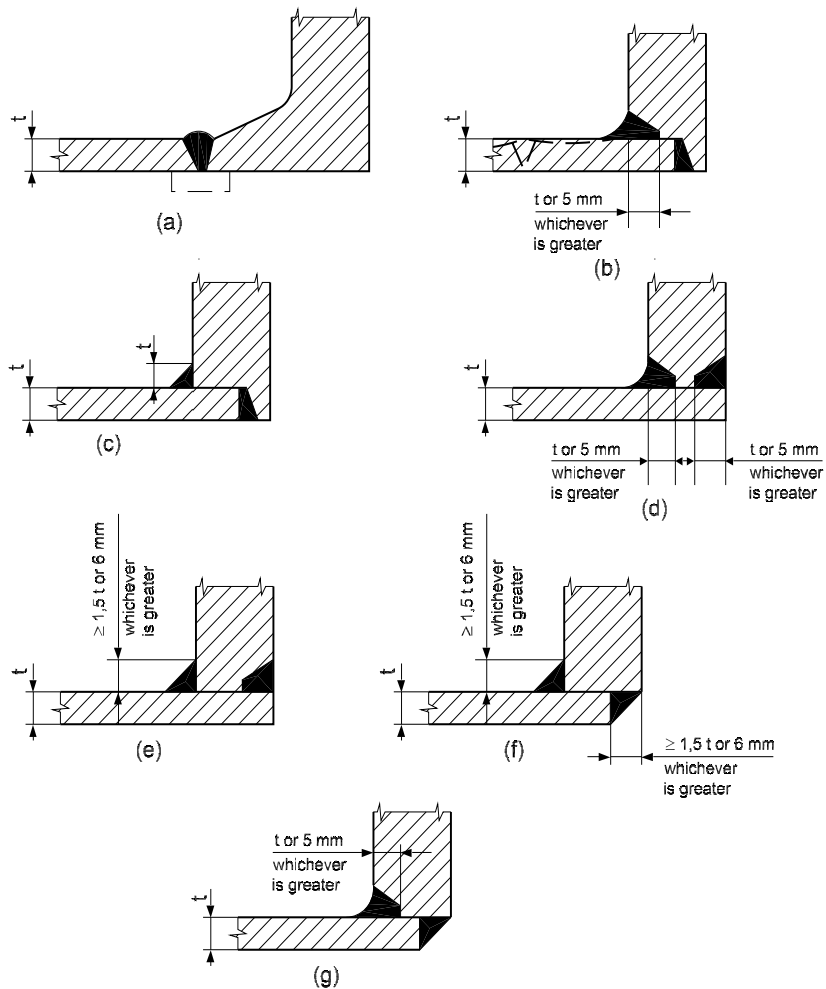 t
(a)
t or 5 mm
whichever
is greater
(b)
t
t
(c)
t
t or 5 mm
whichever
is greater
t or 5 mm
whichever
is greater
(d)
≥ 1,5 t or 6 mm
whichever
is greater
t
(e)
≥ 1,5 t or 6 mm
whichever
is greater
t
(f)
≥ 1,5 t or 6 mm
whichever
is greater
t or 5 mm
whichever
is greater
t
(g)